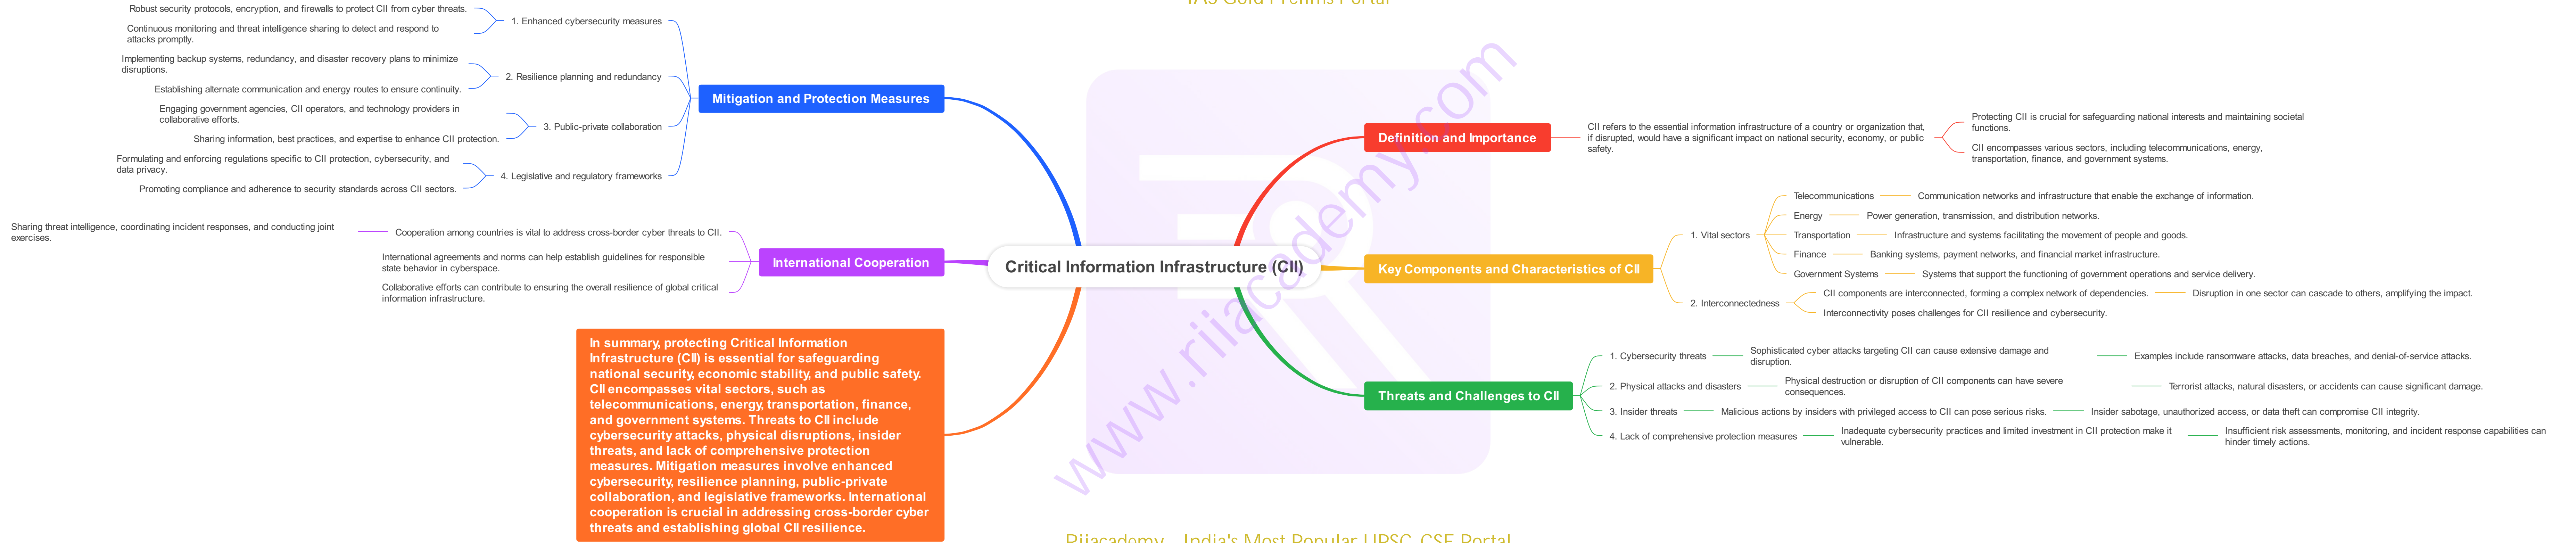 IAS Gold Prelims Portal
Critical Information Infrastructure (CII)
Definition and Importance
CII refers to the essential information infrastructure of a country or organization that,
if disrupted, would have a significant impact on national security, economy, or public
safety.
Protecting CII is crucial for safeguarding national interests and maintaining societal
functions.
CII encompasses various sectors, including telecommunications, energy,
transportation, finance, and government systems.
Key Components and Characteristics of CII
1. Vital sectors
Telecommunications
Communication networks and infrastructure that enable the exchange of information.
Energy
Power generation, transmission, and distribution networks.
Transportation
Infrastructure and systems facilitating the movement of people and goods.
Finance
Banking systems, payment networks, and financial market infrastructure.
Government Systems
Systems that support the functioning of government operations and service delivery.
2. Interconnectedness
CII components are interconnected, forming a complex network of dependencies.
Disruption in one sector can cascade to others, amplifying the impact.
Interconnectivity poses challenges for CII resilience and cybersecurity.
Threats and Challenges to CII
1. Cybersecurity threats
Sophisticated cyber attacks targeting CII can cause extensive damage and
disruption.
Examples include ransomware attacks, data breaches, and denial-of-service attacks.
2. Physical attacks and disasters
Physical destruction or disruption of CII components can have severe
consequences.
Terrorist attacks, natural disasters, or accidents can cause significant damage.
3. Insider threats
Malicious actions by insiders with privileged access to CII can pose serious risks.
Insider sabotage, unauthorized access, or data theft can compromise CII integrity.
4. Lack of comprehensive protection measures
Inadequate cybersecurity practices and limited investment in CII protection make it
vulnerable.
Insufficient risk assessments, monitoring, and incident response capabilities can
hinder timely actions.
Mitigation and Protection Measures
1. Enhanced cybersecurity measures
Robust security protocols, encryption, and firewalls to protect CII from cyber threats.
Continuous monitoring and threat intelligence sharing to detect and respond to
attacks promptly.
2. Resilience planning and redundancy
Implementing backup systems, redundancy, and disaster recovery plans to minimize
disruptions.
Establishing alternate communication and energy routes to ensure continuity.
3. Public-private collaboration
Engaging government agencies, CII operators, and technology providers in
collaborative efforts.
Sharing information, best practices, and expertise to enhance CII protection.
4. Legislative and regulatory frameworks
Formulating and enforcing regulations specific to CII protection, cybersecurity, and
data privacy.
Promoting compliance and adherence to security standards across CII sectors.
International Cooperation
Cooperation among countries is vital to address cross-border cyber threats to CII.
Sharing threat intelligence, coordinating incident responses, and conducting joint
exercises.
International agreements and norms can help establish guidelines for responsible
state behavior in cyberspace.
Collaborative efforts can contribute to ensuring the overall resilience of global critical
information infrastructure.
In summary, protecting Critical Information
Infrastructure (CII) is essential for safeguarding
national security, economic stability, and public safety.
CII encompasses vital sectors, such as
telecommunications, energy, transportation, finance,
and government systems. Threats to CII include
cybersecurity attacks, physical disruptions, insider
threats, and lack of comprehensive protection
measures. Mitigation measures involve enhanced
cybersecurity, resilience planning, public-private
collaboration, and legislative frameworks. International
cooperation is crucial in addressing cross-border cyber
threats and establishing global CII resilience.
www.rijiacademy.com
Rijacademy - India's Most Popular UPSC CSE Portal